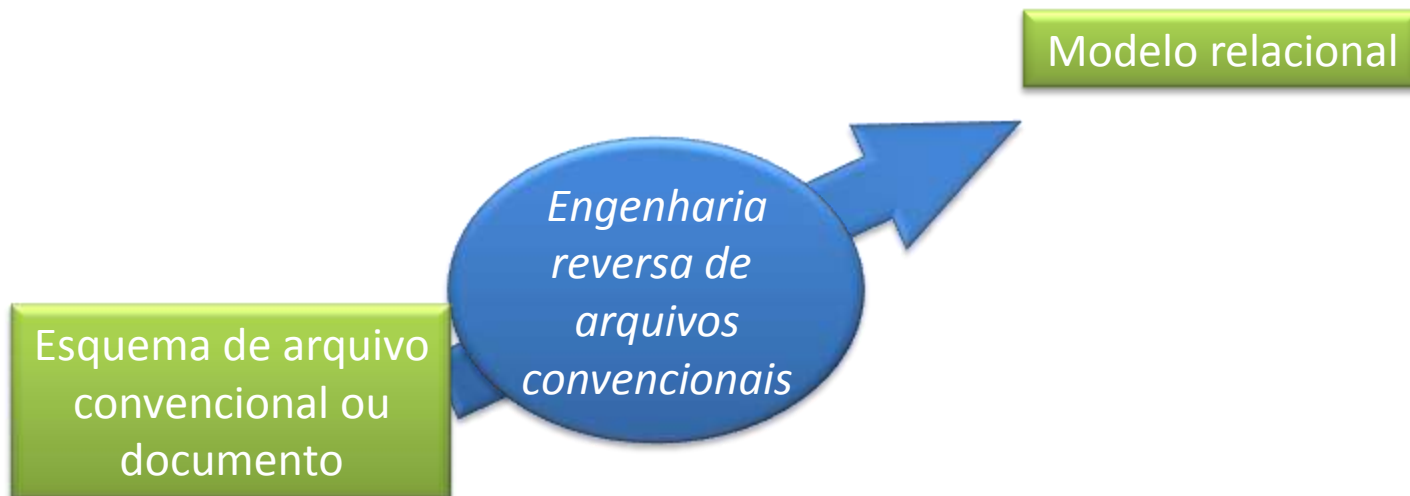 Modelo relacional
Engenharia
reversa de
arquivos
convencionais
Esquema de arquivo
convencional ou
documento